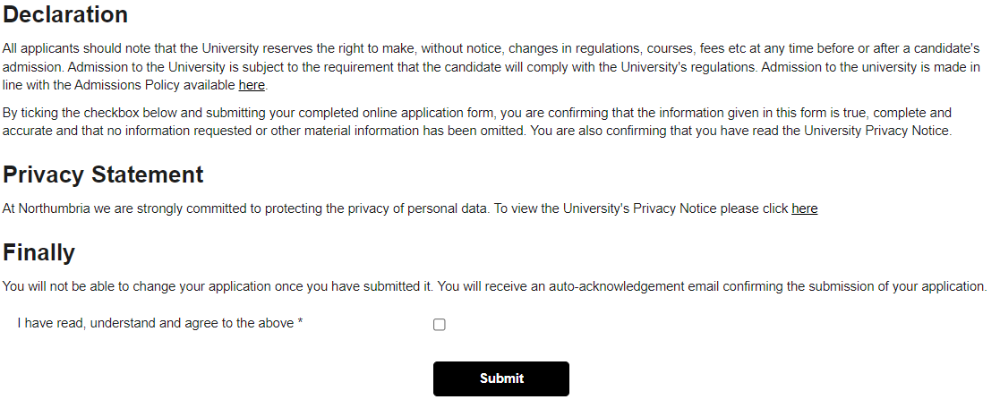 Declaration
All applicants should note that the University reserves the right to make, without notice, changes in regulations, courses, fees etc at any time before or after a candidate's
admission. Admission to the University is subject to the requirement that the candidate will comply with the University's regulations. Admission to the university is made in
line with the Admissions Policy available here.
By ticking the checkbox below and submitting your completed online application form, you are confirming that the information given in this form is true, complete and
accurate and that no information requested or other material information has been omitted. You are also confirming that you have read the University Privacy Notice.
Privacy Statement
At Northumbria we are strongly committed to protecting the privacy of personal data. To view the University's Privacy Notice please click here
Finally
You will not be able to change your application once you have submitted it. You will receive an auto-acknowledgement email confirming the submission of your application.
I have read, understand and agree to the above *
Submit